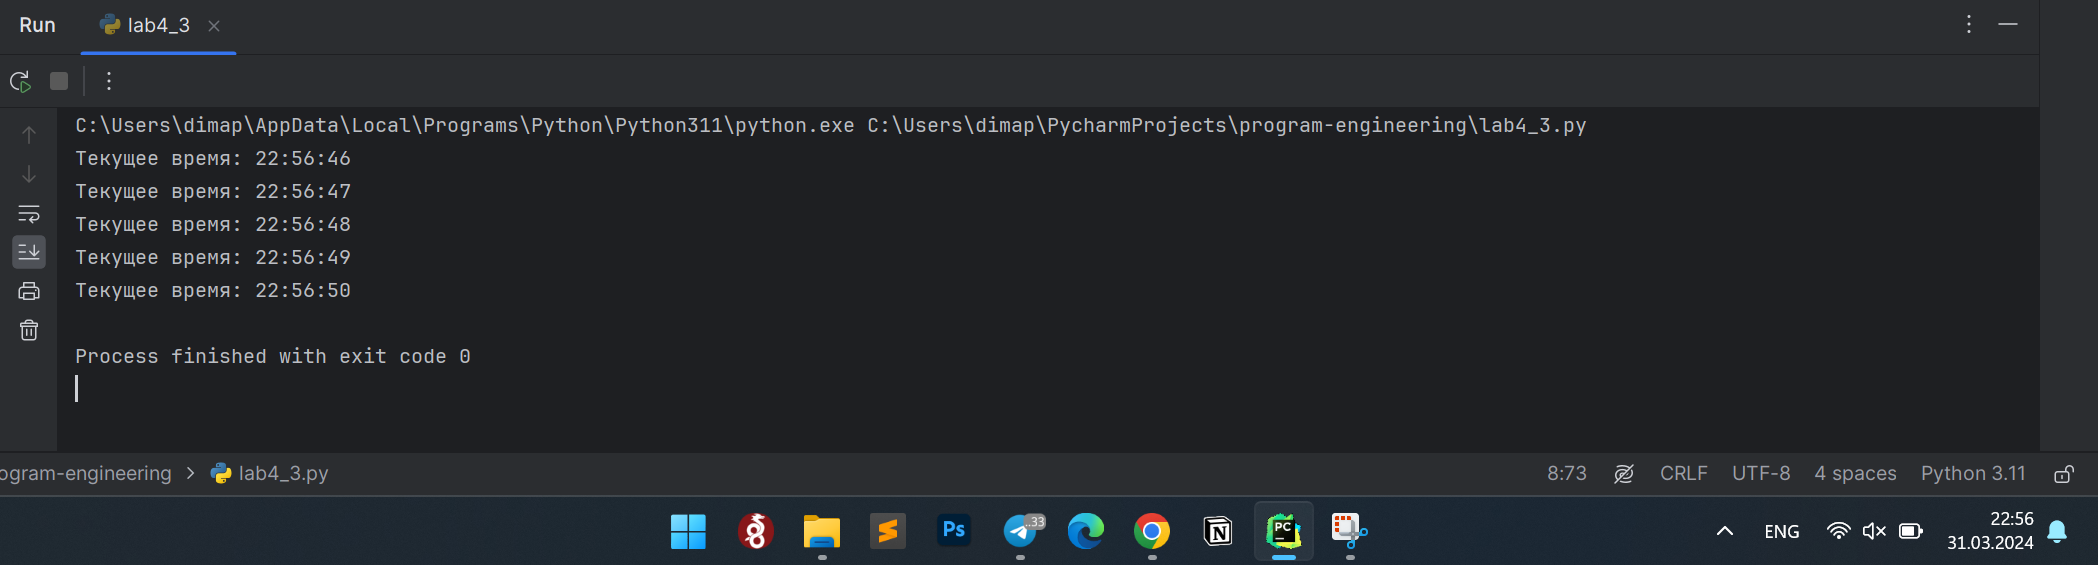 Run lab4_3
C:\Users\dimap\AppData\Local\Programs\Python\Python311\python.exe C:\Users\dimap\PycharmProjects\program-engineering\lab4_3.py
Текущее время: 22:56:46
Текущее время: 22:56:47
Текущее время: 22:56:48
Текущее время: 22:56:49
Текущее время: 22:56:50
Process finished with exit code 0
ogram-engineering > lab4_3.py 8:73 CRLF UTF-8 4 spaces Python 3.11
Ps ..33 N PC ENG 22:56
31.03.2024